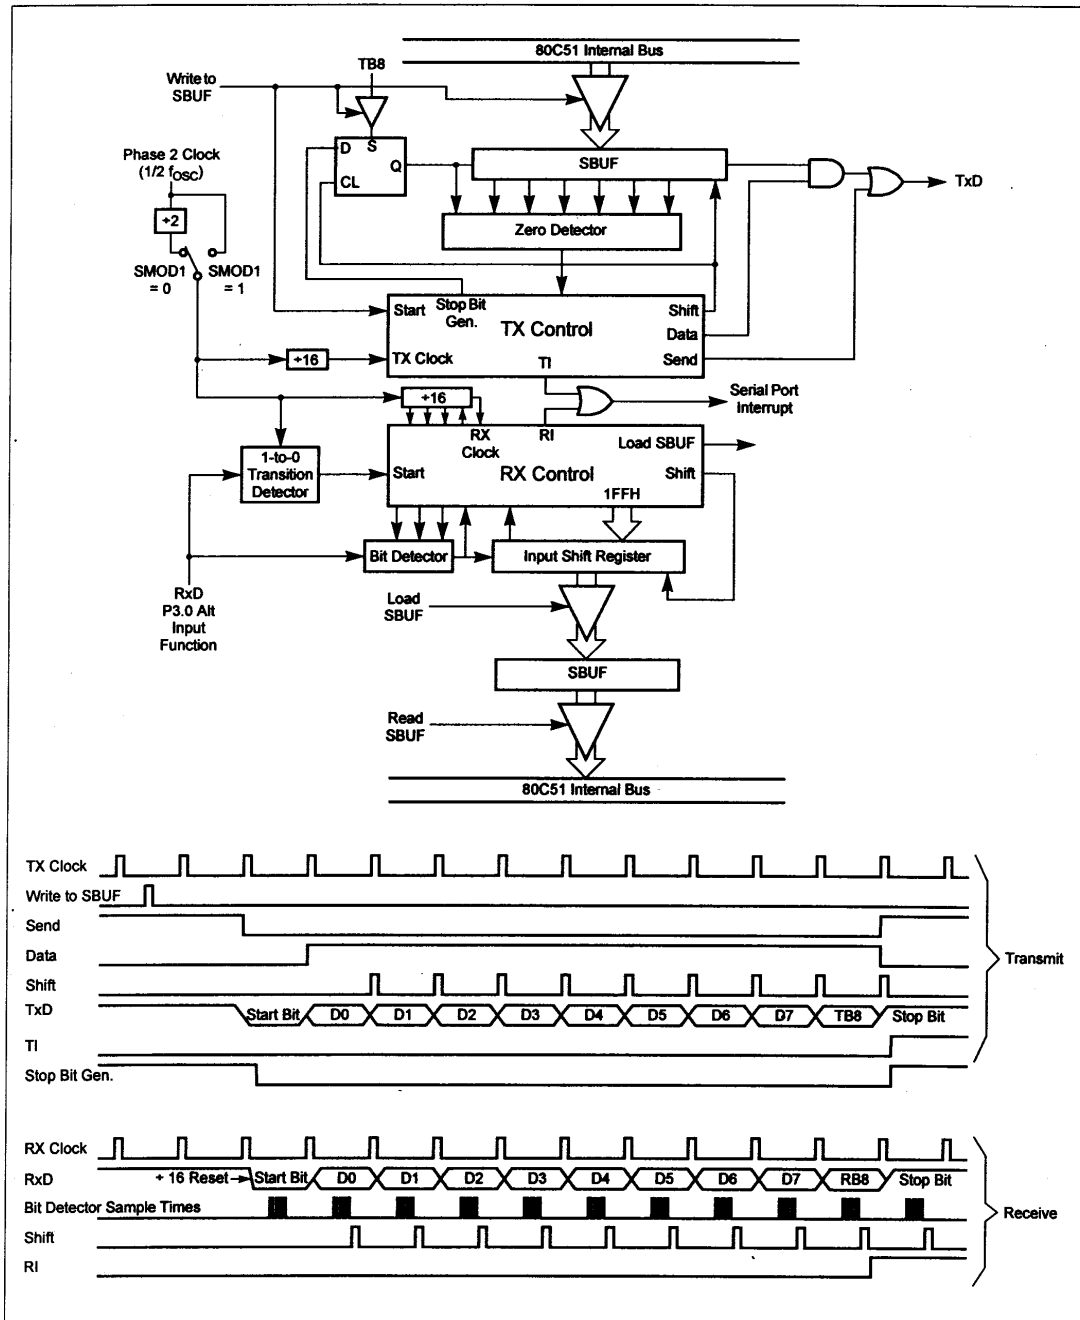 80C51 Internal Bus
TB8
Write to
SBUF
D
S
Q
CL
SBUF
TxD
Phase 2 Clock
(1/2 fOSC)
÷2
Zero Detector
SMOD1
= 0
SMOD1
= 1
Start
Stop Bit
Gen.
Shift
TX Control
Data
÷16
TX Clock
TI
Send
÷16
Serial Port
Interrupt
RX
Clock
RI
Load SBUF
1-to-0
Transition
Detector
Start
RX Control
Shift
1FFH
Bit Detector
Input Shift Register
RxD
P3.0 Alt
Input
Function
Load
SBUF
SBUF
Read
SBUF
80C51 Internal Bus
TX Clock
Write to SBUF
Send
Data
Transmit
Shift
TxD
Start Bit D0 D1 D2 D3 D4 D5 D6 D7 TB8 Stop Bit
TI
Stop Bit Gen.
RX Clock
RxD
÷ 16 Reset Start Bit D0 D1 D2 D3 D4 D5 D6 D7 RB8 Stop Bit
Bit Detector Sample Times
Receive
Shift
RI